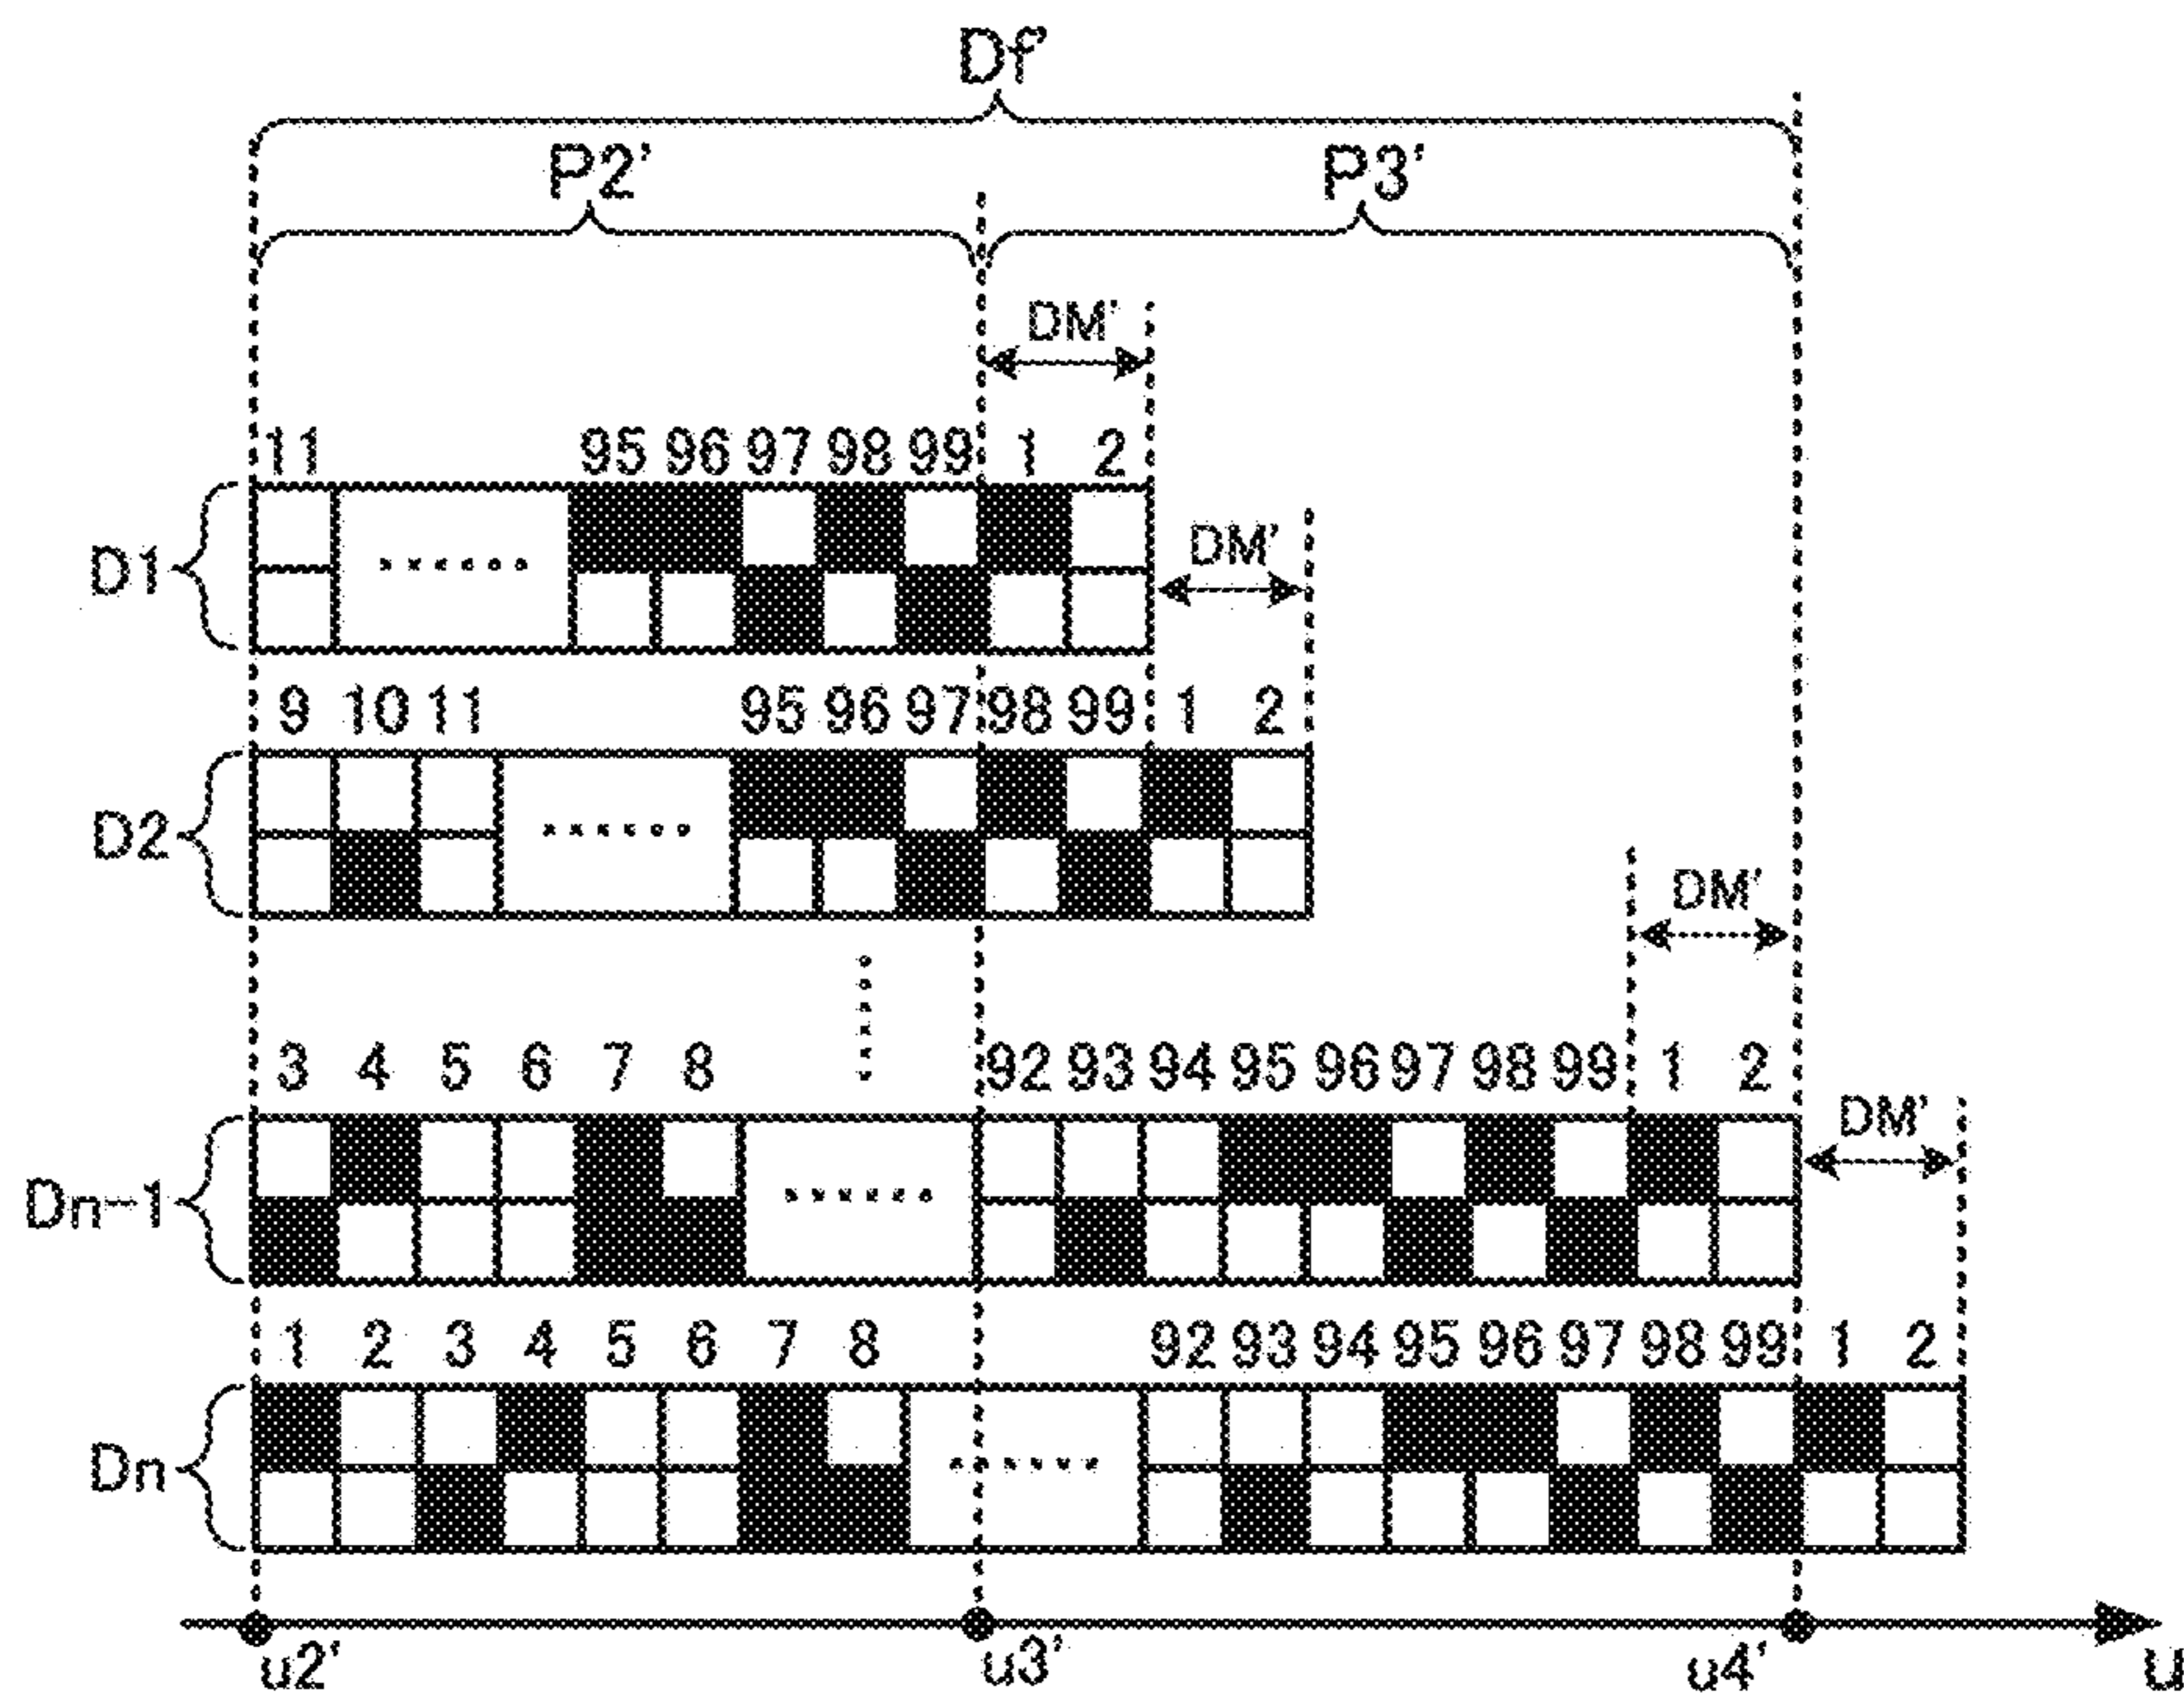 Df'
P2' P3'
DM'
11 95 96 97 98 99 1 2
DM'
D1
9 10 11 95 96 97 98 99 1 2
D2
DM'
3 4 5 6 7 8 92 93 94 95 96 97 98 99 1 2
DM'
Dn-1
1 2 3 4 5 6 7 8 92 93 94 95 96 97 98 99 1 2
Dn
u2' u3' u4' u